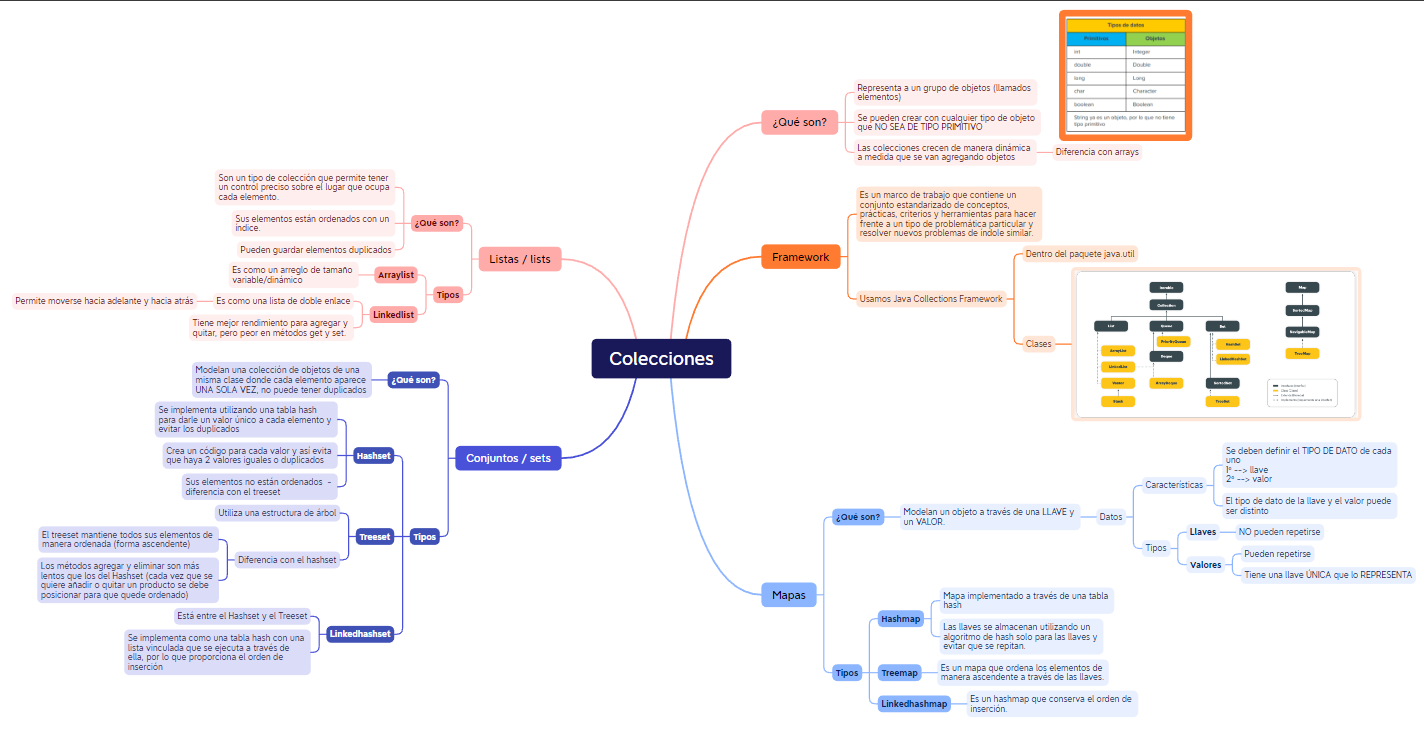 Colecciones
¿Qué son?
Representa a un grupo de objetos (llamados
elementos)
Se pueden crear con cualquier tipo de objeto
que NO SEA DE TIPO PRIMITIVO
Las colecciones crecen de manera dinámica
a medida que se van agregando objetos
Diferencia con arrays
Tipos de datos
Primitivos
Objetos
int
Integer
double
Double
long
Long
char
Character
boolean
Boolean
String ya es un objeto, por lo que no tiene
tipo primitivo
Framework
Es un marco de trabajo que contiene un
conjunto estandarizado de conceptos,
prácticas, criterios y herramientas para hacer
frente a un tipo de problemática particular y
resolver nuevos problemas de índole similar.
Usamos Java Collections Framework
Dentro del paquete java.util
Clases
Iterable
Collection
List
Queue
Set
ArrayList
LinkedList
Vector
Stack
PriorityQueue
Deque
ArrayDeque
HashSet
LinkedHashSet
SortedSet
TreeSet
Map
SortedMap
NavigableMap
TreeMap
Mapas
¿Qué son?
Modelan un objeto a través de una LLAVE y
un VALOR.
Datos
Características
Se deben definir el TIPO DE DATO de cada
uno
1º --> llave
2º --> valor
El tipo de dato de la llave y el valor puede
ser distinto
Tipos
Llaves
NO pueden repetirse
Valores
Pueden repetirse
Tiene una llave ÚNICA que lo REPRESENTA
Tipos
Hashmap
Mapa implementado a través de una tabla
hash
Las llaves se almacenan utilizando un
algoritmo de hash solo para las llaves y
evitar que se repitan.
Treemap
Es un mapa que ordena los elementos de
manera ascendente a través de las llaves.
Linkedhashmap
Es un hashmap que conserva el orden de
inserción.
Listas / lists
¿Qué son?
Son un tipo de colección que permite tener
un control preciso sobre el lugar que ocupa
cada elemento.
Sus elementos están ordenados con un
índice.
Pueden guardar elementos duplicados
Tipos
Arraylist
Es como un arreglo de tamaño
variable/dinámico
Linkedlist
Es como una lista de doble enlace
Permite moverse hacia adelante y hacia atrás
Tiene mejor rendimiento para agregar y
quitar, pero peor en métodos get y set.
Conjuntos / sets
¿Qué son?
Modelan una colección de objetos de una
misma clase donde cada elemento aparece
UNA SOLA VEZ, no puede tener duplicados
Tipos
Hashset
Se implementa utilizando una tabla hash
para darle un valor único a cada elemento y
evitar los duplicados
Crea un código para cada valor y así evita
que haya 2 valores iguales o duplicados
Sus elementos no están ordenados -
diferencia con el treeset
Treeset
Utiliza una estructura de árbol
Diferencia con el hashset
El treeset mantiene todos sus elementos de
manera ordenada (forma ascendente)
Los métodos agregar y eliminar son más
lentos que los del Hashset (cada vez que se
quiere añadir o quitar un producto se debe
posicionar para que quede ordenado)
Linkedhashset
Está entre el Hashset y el Treeset
Se implementa como una tabla hash con una
lista vinculada que se ejecuta a través de
ella, por lo que proporciona el orden de
inserción